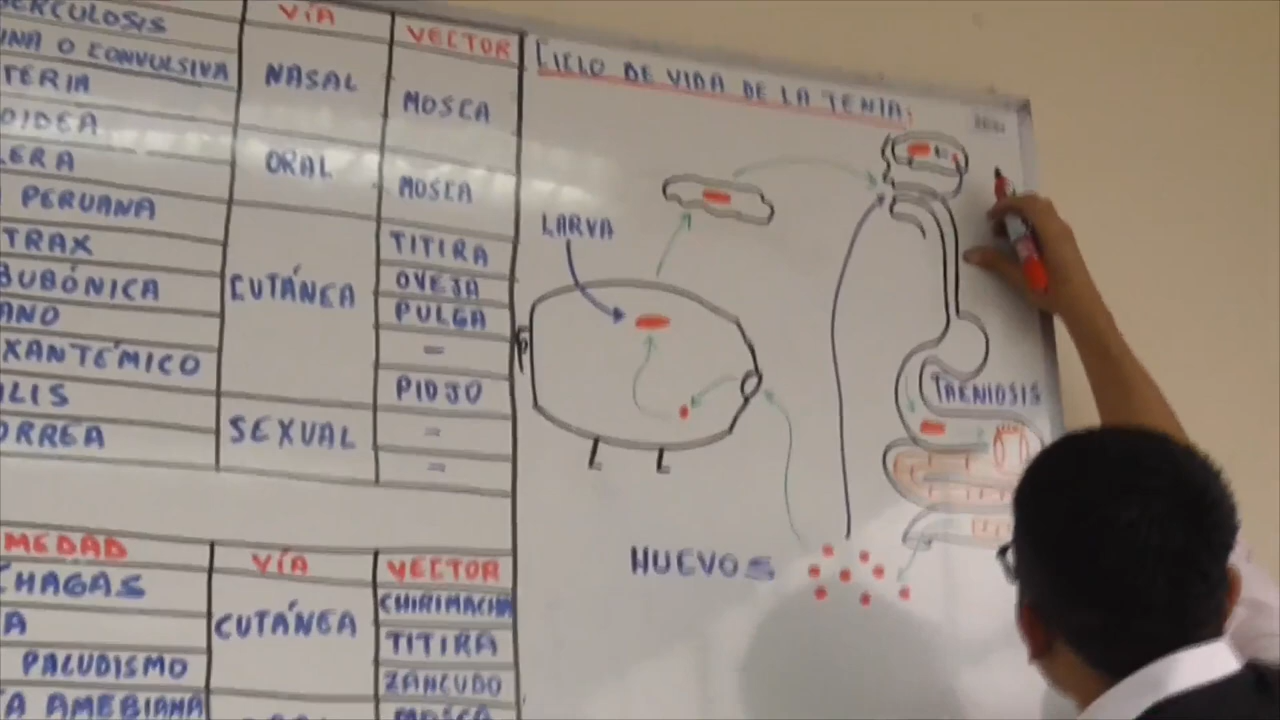 ERCULOSIS
VÍA
VECTOR
INA O CONVULSIVA
TERIA
NASAL
MOSCA
OIDEA
LERA
ORAL
MOSCA
PERUANA
TRAX
TITIRA
BUBÓNICA
CUTÁNEA
OVEJA
ANO
PULGA
XANTÉMICO
-
ILIS
PIOJO
ORREA
SEXUAL
-
-
MEDAD
VÍA
VECTOR
CHAGAS
CUTÁNEA
CHIRIMACHA
A
TITIRA
PALUDISMO
ZANCUDO
A AMEBIANA
MOSCA
CICLO DE VIDA DE LA TENIA:
LARVA
TAENIOSIS
HUEVOS